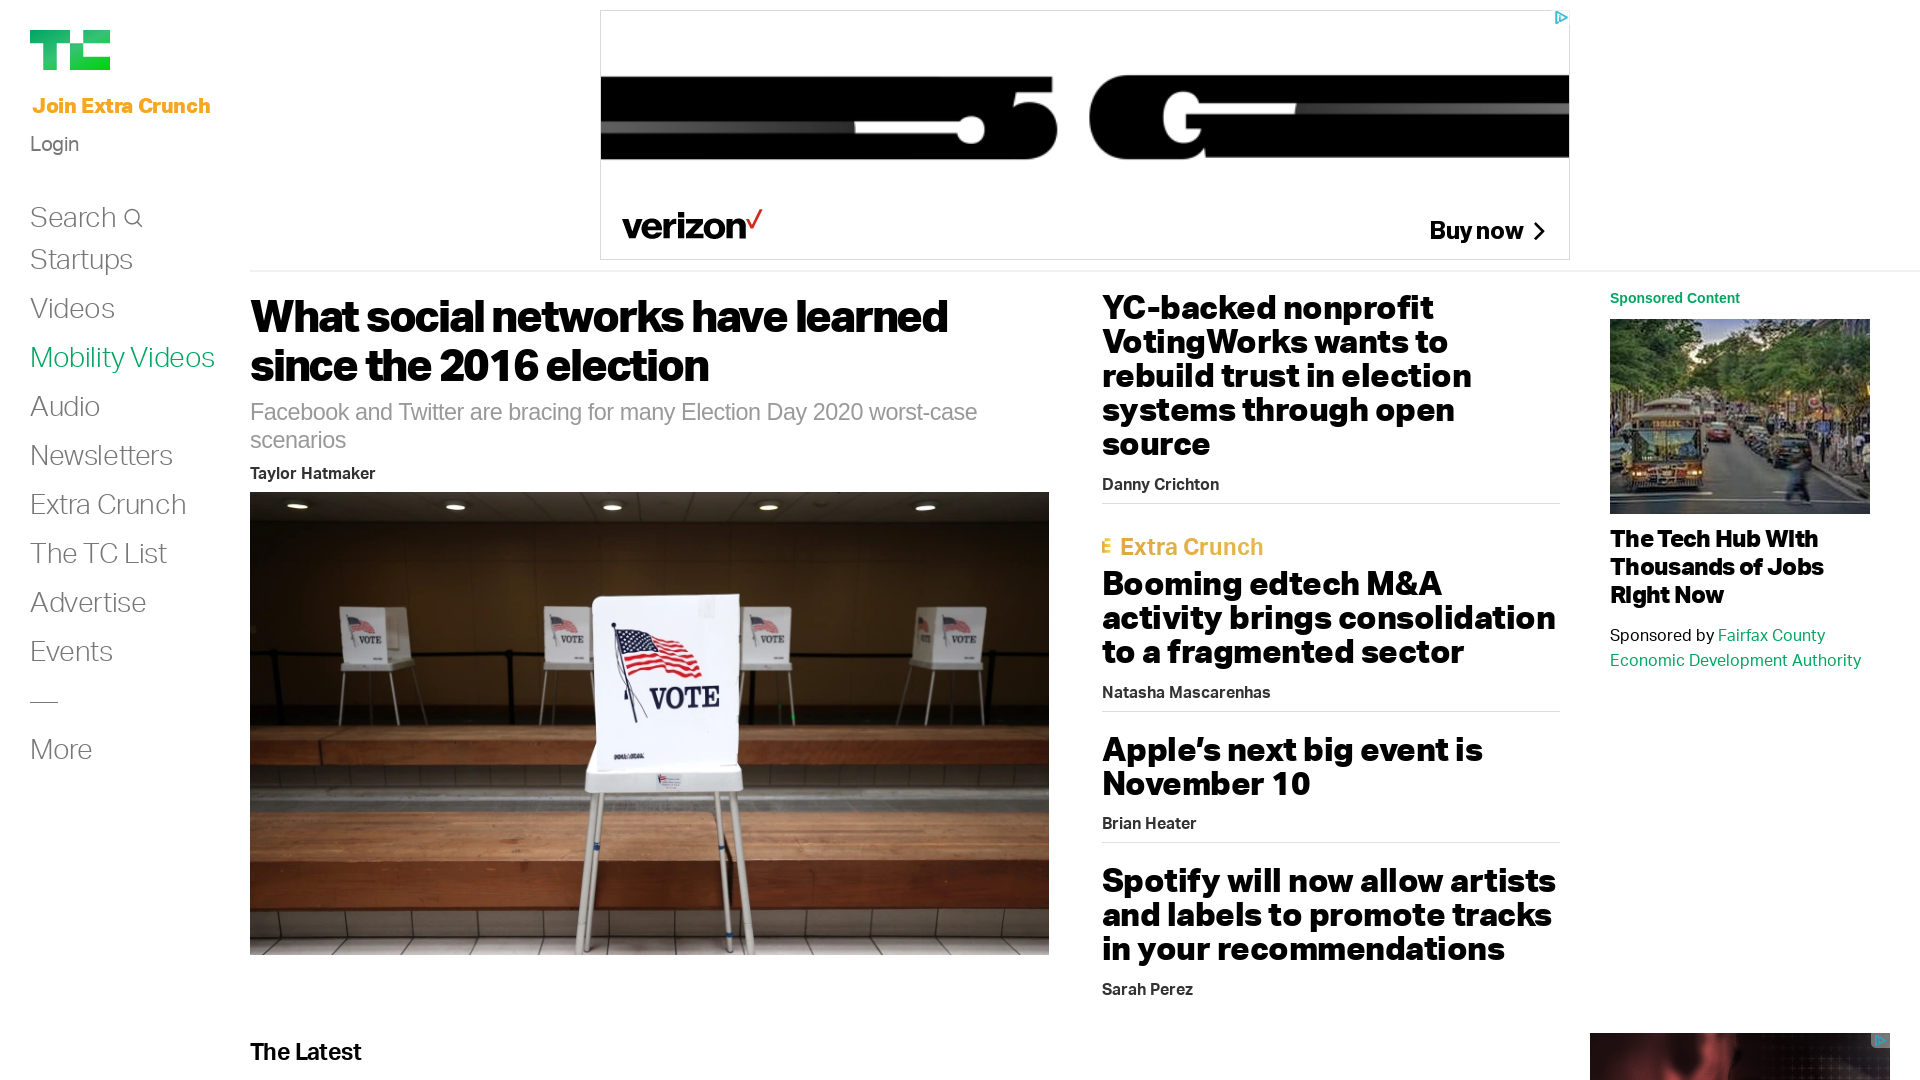 TC
Join Extra Crunch
Login
Search
Startups
Videos
Mobility Videos
Audio
Newsletters
Extra Crunch
The TC List
Advertise
Events
More
5G
verizon
Buy now
What social networks have learned
since the 2016 election
Facebook and Twitter are bracing for many Election Day 2020 worst-case
scenarios
Taylor Hatmaker
VOTE
VOTE
VOTE
VOTE
VOTE
YC-backed nonprofit
VotingWorks wants to
rebuild trust in election
systems through open
source
Danny Crichton
Extra Crunch
Booming edtech M&A
activity brings consolidation
to a fragmented sector
Natasha Mascarenhas
Apple’s next big event is
November 10
Brian Heater
Spotify will now allow artists
and labels to promote tracks
in your recommendations
Sarah Perez
Sponsored Content
TROLLEY
The Tech Hub WIth
Thousands of Jobs
RIght Now
Sponsored by Fairfax County
Economic Development Authority
The Latest